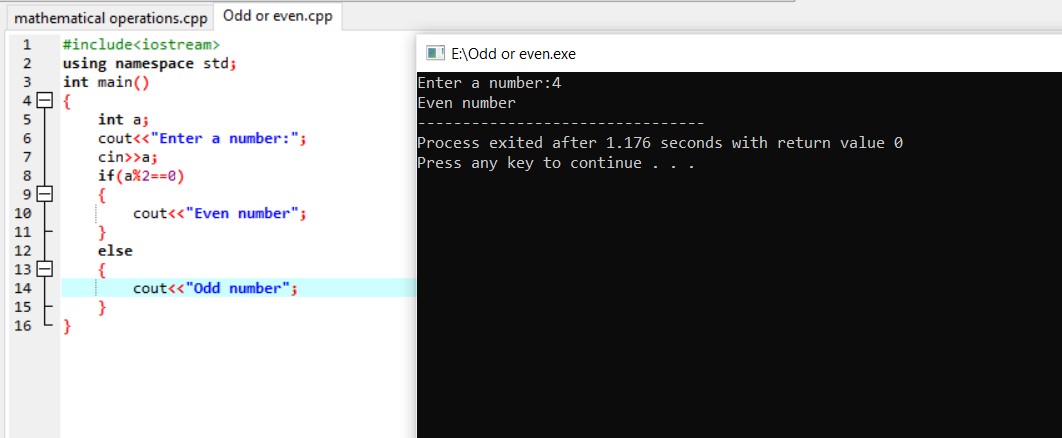 mathematical operations.cpp
Odd or even.cpp
1 #include<iostream>
2 using namespace std;
3 int main()
4 {
5 int a;
6 cout<<"Enter a number:";
7 cin>>a;
8 if(a%2==0)
9 {
10 cout<<"Even number";
11 }
12 else
13 {
14 cout<<"Odd number";
15 }
16 }
E:\Odd or even.exe
Enter a number:4
Even number
--------------------------------
Process exited after 1.176 seconds with return value 0
Press any key to continue . . .